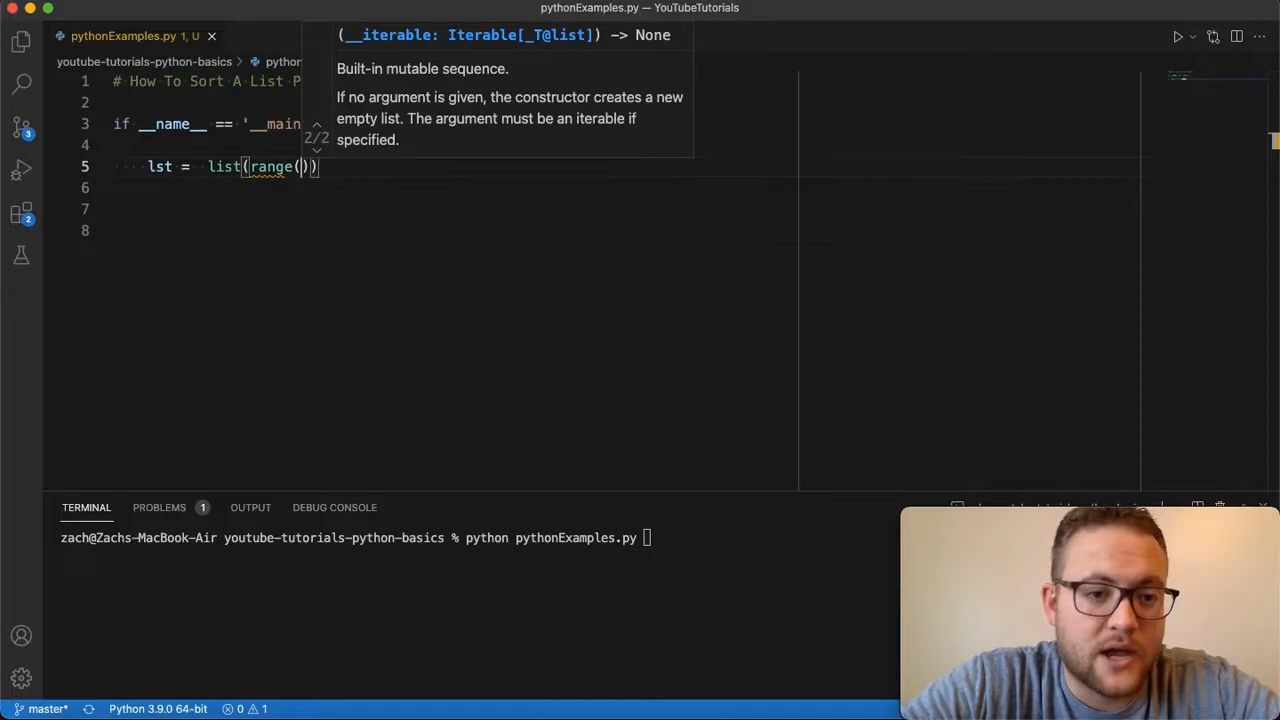 pythonExamples.py — YouTubeTutorials
pythonExamples.py 1, U
youtube-tutorials-python-basics > python
(__iterable: Iterable[_T@list]) -> None
Built-in mutable sequence.
If no argument is given, the constructor creates a new
empty list. The argument must be an iterable if
specified.
2/2
1 # How To Sort A List P
2
3 if __name__ == '__main
4
5 lst = list(range())
6
7
8
3
2
TERMINAL PROBLEMS 1 OUTPUT DEBUG CONSOLE
zach@Zachs-MacBook-Air youtube-tutorials-python-basics % python pythonExamples.py
master* Python 3.9.0 64-bit 0 1